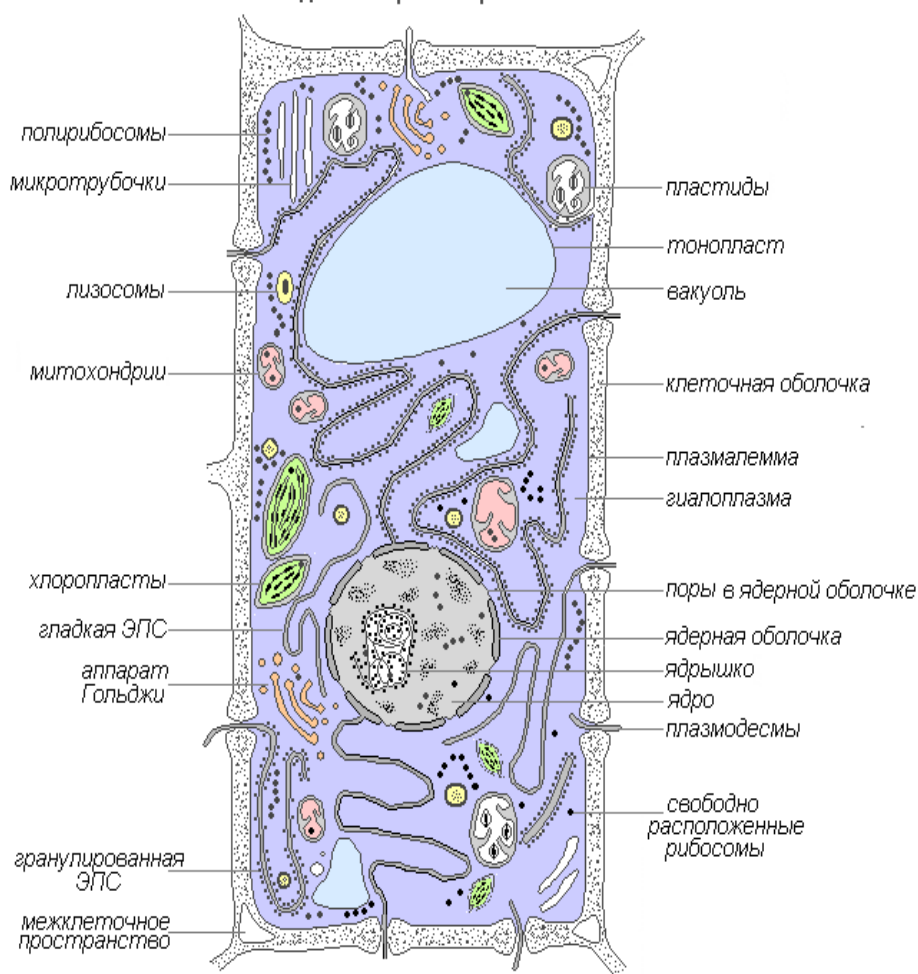 полирибосомы
микротрубочки
лизосомы
митохондрии
хлоропласты
гладкая ЭПС
аппарат
Гольджи
гранулированная
ЭПС
межклеточное
пространство
пластиды
тонопласт
вакуоль
клеточная оболочка
плазмалемма
гиалоплазма
поры в ядерной оболочке
ядерная оболочка
ядрышко
ядро
плазмодесмы
свободно
расположенные
рибосомы